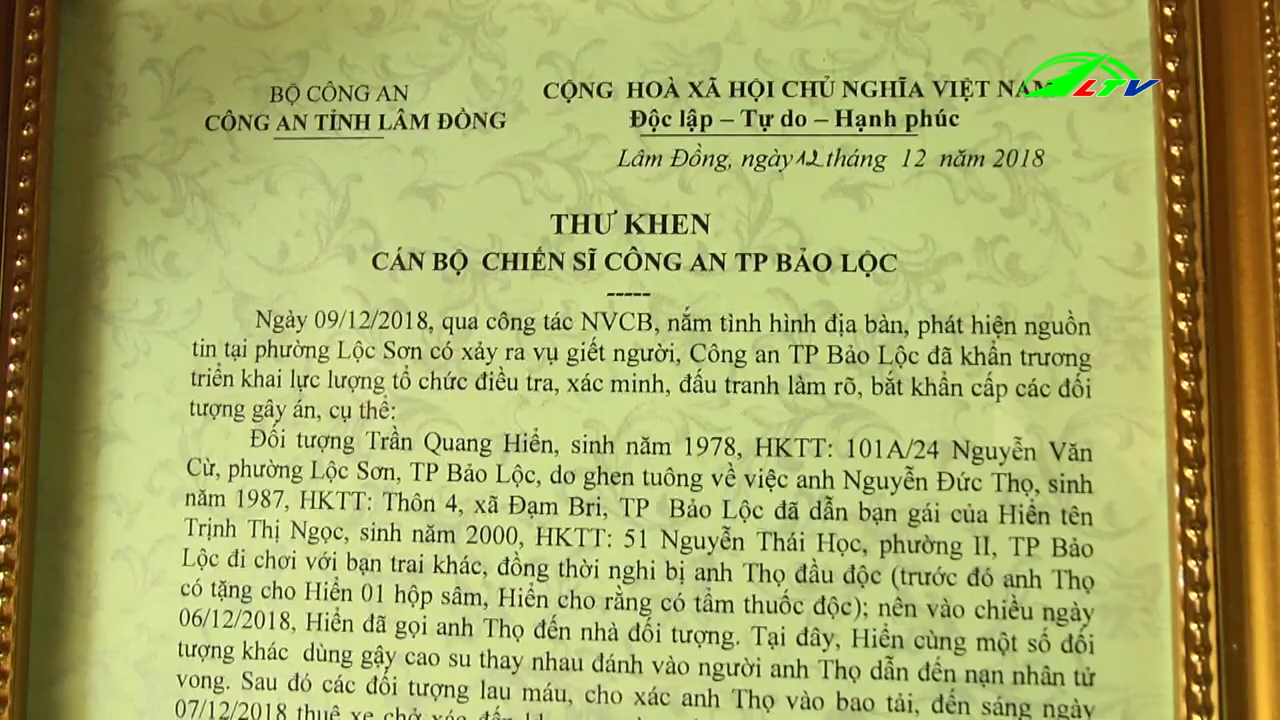 BỘ CÔNG AN
CÔNG AN TỈNH LÂM ĐỒNG
CỘNG HOÀ XÃ HỘI CHỦ NGHĨA VIỆT NAM
LTV
Độc lập – Tự do – Hạnh phúc
Lâm Đồng, ngày 12 tháng 12 năm 2018
THƯ KHEN
CÁN BỘ CHIẾN SĨ CÔNG AN TP BẢO LỘC
-----
Ngày 09/12/2018, qua công tác NVCB, nắm tình hình địa bàn, phát hiện nguồn
tin tại phường Lộc Sơn có xảy ra vụ giết người, Công an TP Bảo Lộc đã khẩn trương
triển khai lực lượng tổ chức điều tra, xác minh, đấu tranh làm rõ, bắt khẩn cấp các đối
tượng gây án, cụ thể:
Đối tượng Trần Quang Hiển, sinh năm 1978, HKTT: 101A/24 Nguyễn Văn
Cừ, phường Lộc Sơn, TP Bảo Lộc, do ghen tuông về việc anh Nguyễn Đức Thọ, sinh
năm 1987, HKTT: Thôn 4, xã Đạm Bri, TP Bảo Lộc đã dẫn bạn gái của Hiển tên
Trịnh Thị Ngọc, sinh năm 2000, HKTT: 51 Nguyễn Thái Học, phường II, TP Bảo
Lộc đi chơi với bạn trai khác, đồng thời nghi bị anh Thọ đầu độc (trước đó anh Thọ
có tặng cho Hiển 01 hộp sâm, Hiển cho rằng có tẩm thuốc độc); nên vào chiều ngày
06/12/2018, Hiển đã gọi anh Thọ đến nhà đối tượng. Tại đây, Hiển cùng một số đối
tượng khác dùng gậy cao su thay nhau đánh vào người anh Thọ dẫn đến nạn nhân tử
vong. Sau đó các đối tượng lau máu, cho xác anh Thọ vào bao tải, đến sáng ngày
07/12/2018 thuê xe chở xác đến